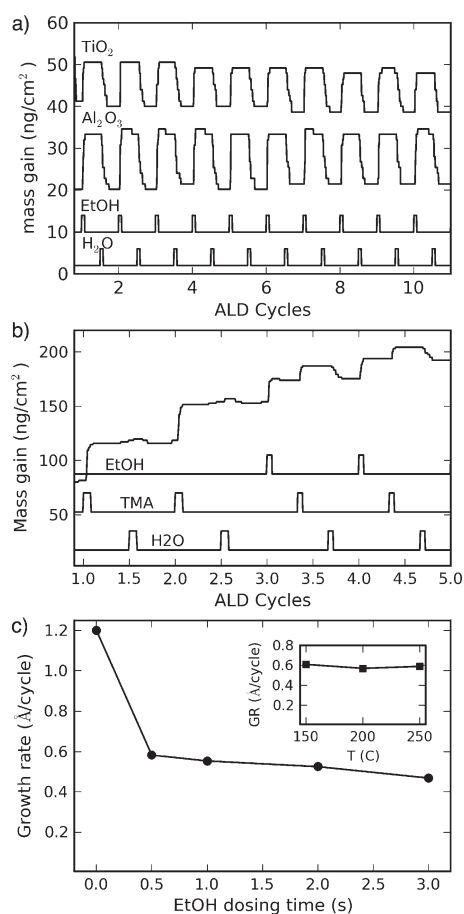 a)
60
50
40
30
20
10
0
mass gain (ng/cm²)
TiO₂
Al₂O₃
EtOH
H₂O
2 4 6 8 10
ALD Cycles
b)
200
150
100
50
Mass gain (ng/cm²)
EtOH
TMA
H2O
1.0 1.5 2.0 2.5 3.0 3.5 4.0 4.5 5.0
ALD Cycles
c)
1.2
1.0
0.8
0.6
0.4
0.2
Growth rate (Å/cycle)
0.8
0.6
0.4
0.2
GR (Å/cycle)
150 200 250
T (C)
0.0 0.5 1.0 1.5 2.0 2.5 3.0
EtOH dosing time (s)